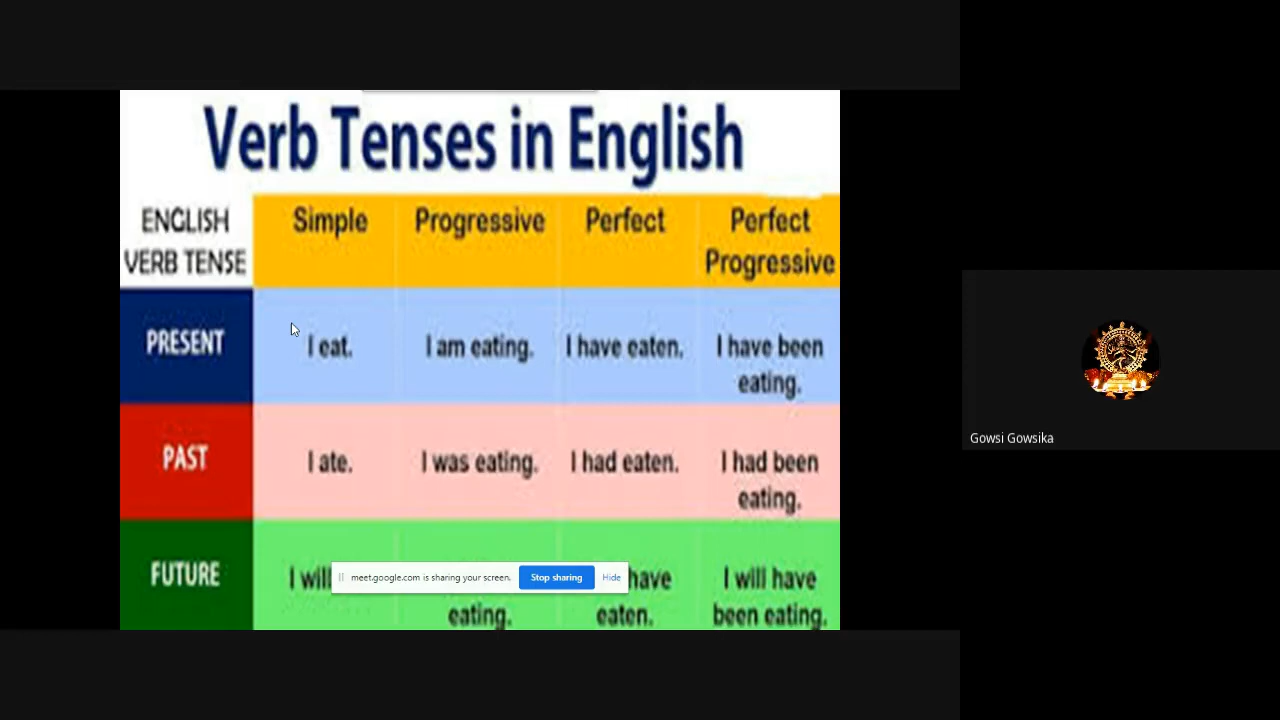 Verb Tenses in English
ENGLISH
VERB TENSE
Simple
Progressive
Perfect
Perfect
Progressive
PRESENT
I eat.
I am eating.
I have eaten.
I have been
eating.
PAST
I ate.
I was eating.
I had eaten.
I had been
eating.
FUTURE
I will
eating.
have
eaten.
I will have
been eating.
meet.google.com is sharing your screen.
Stop sharing
Hide
Gowsi Gowsika